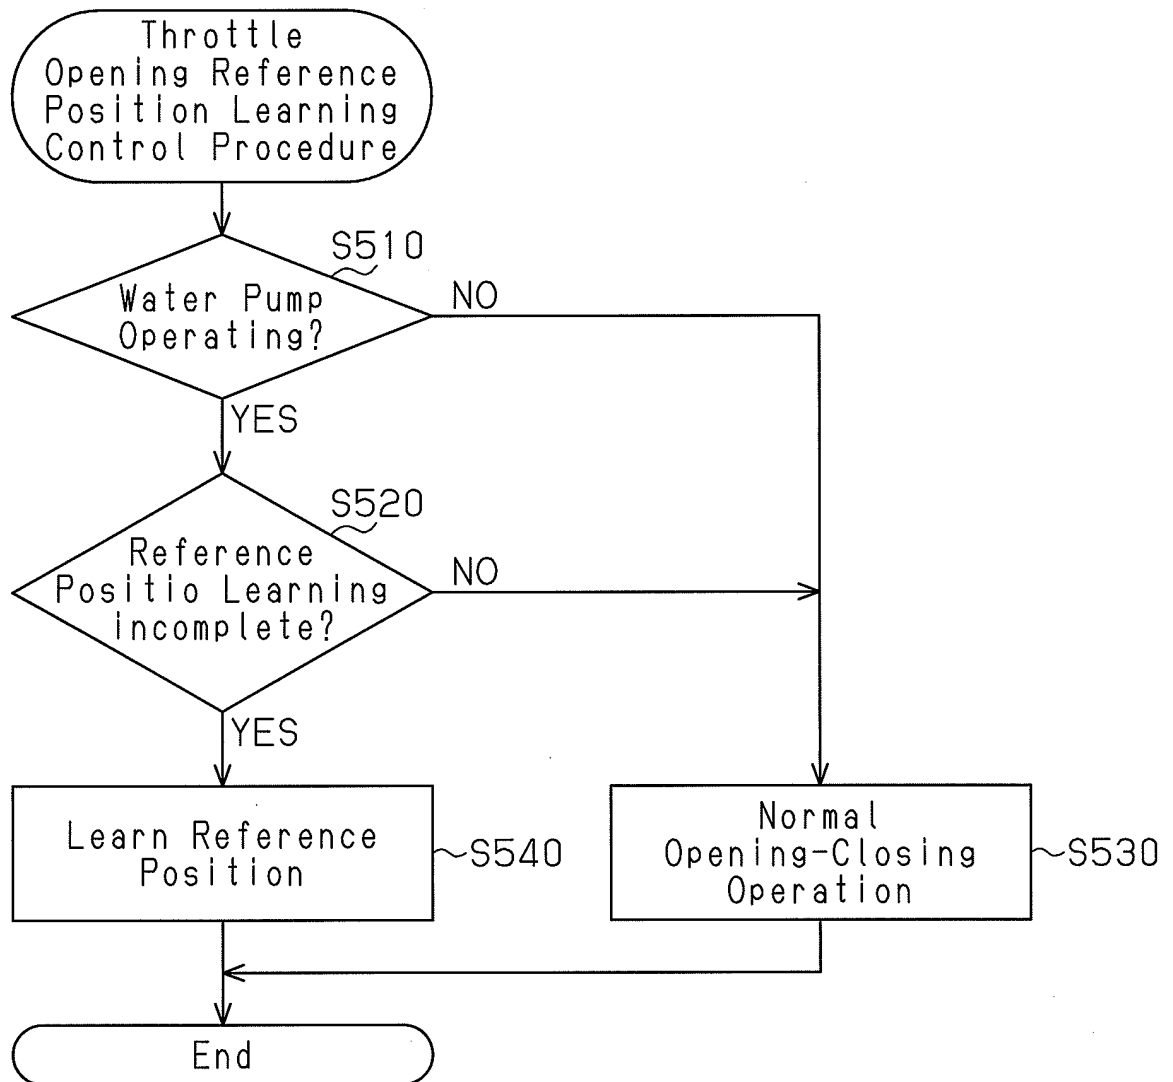 Throttle
Opening Reference
Position Learning
Control Procedure
S510
Water Pump
Operating?
NO
YES
S520
Reference
Positio Learning
incomplete?
NO
YES
Learn Reference
Position
S540
Normal
Opening-Closing
Operation
S530
End